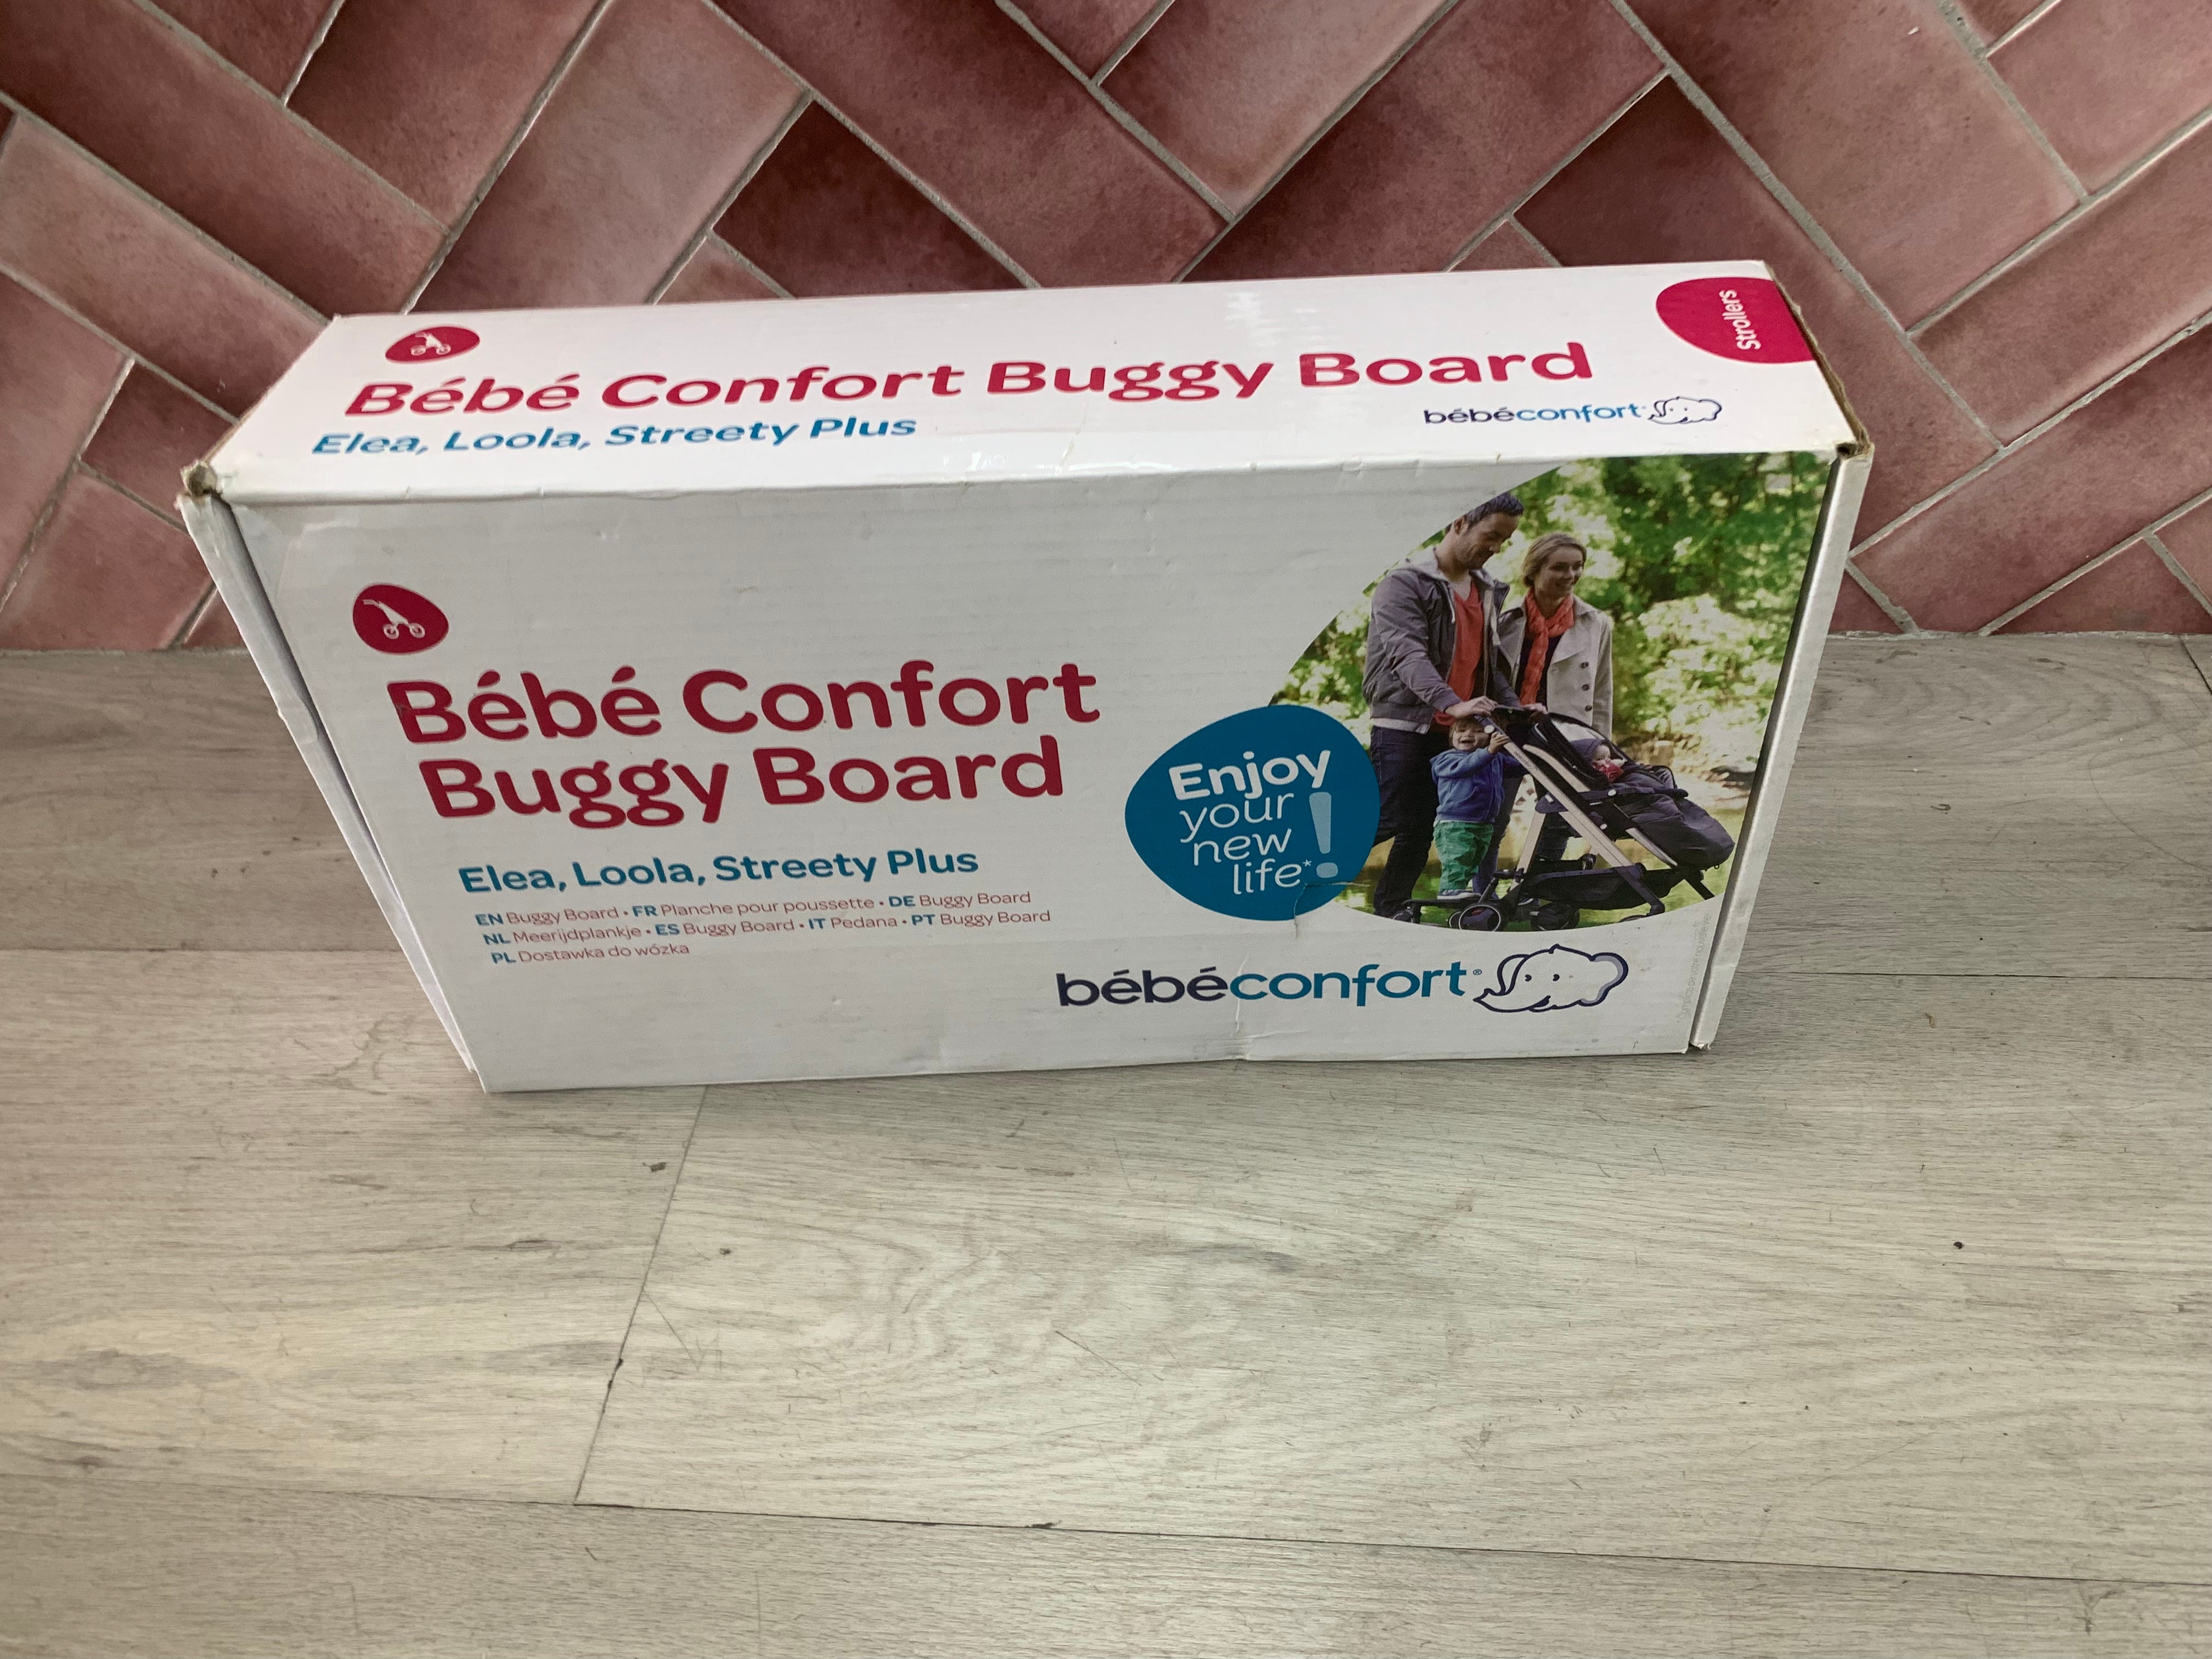 Strollers
Bébé Confort Buggy Board
Elea, Loola, Streety Plus
bébéconfort®
Bébé Confort
Buggy Board
Elea, Loola, Streety Plus
EN Buggy Board • FR Planche pour poussette • DE Buggy Board
NL Meerijdplankje • ES Buggy Board • IT Pedana • PT Buggy Board
PL Dostawka do wózka
Enjoy
your
new
life*!
bébéconfort®